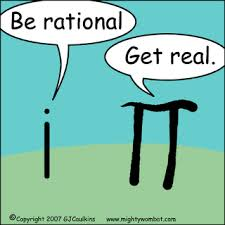 Be rational
Get real.
i π
©Copyright 2007 GJCaulkins www.mightywombat.com